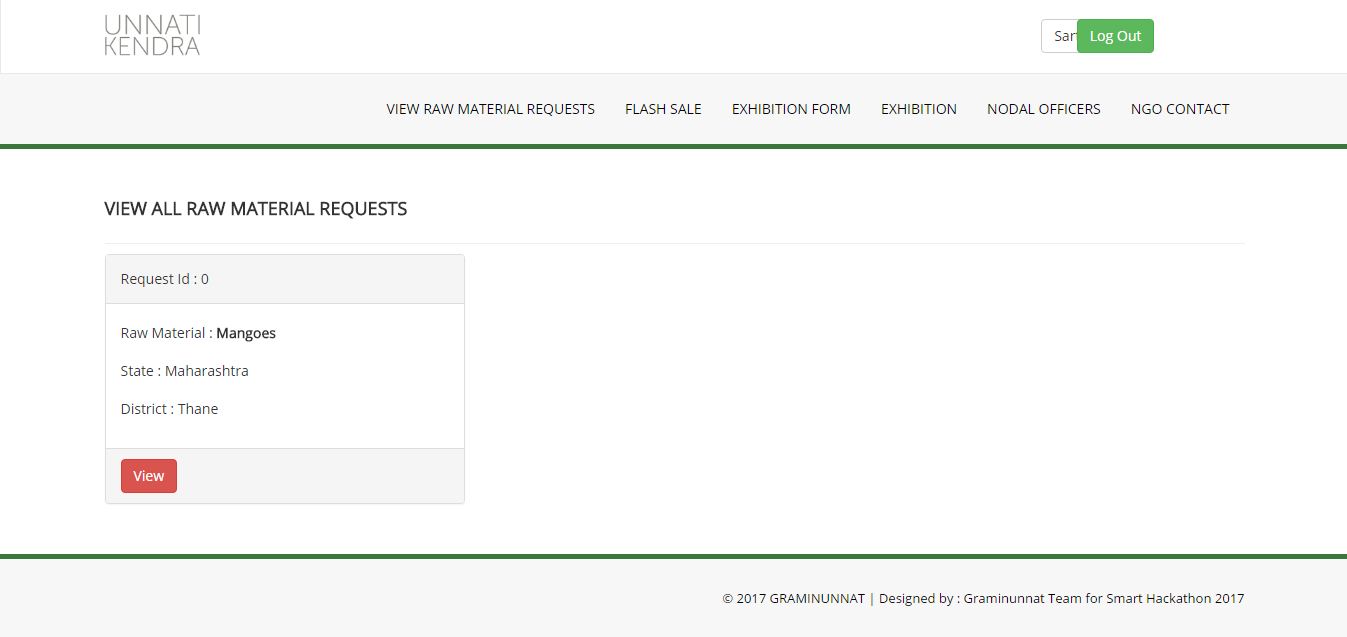 UNNATI
KENDRA
Log Out
VIEW RAW MATERIAL REQUESTS FLASH SALE EXHIBITION FORM EXHIBITION NODAL OFFICERS NGO CONTACT
VIEW ALL RAW MATERIAL REQUESTS
Request Id : 0
Raw Material : Mangoes
State : Maharashtra
District : Thane
View
© 2017 GRAMINUNNAT | Designed by : Graminunnat Team for Smart Hackathon 2017